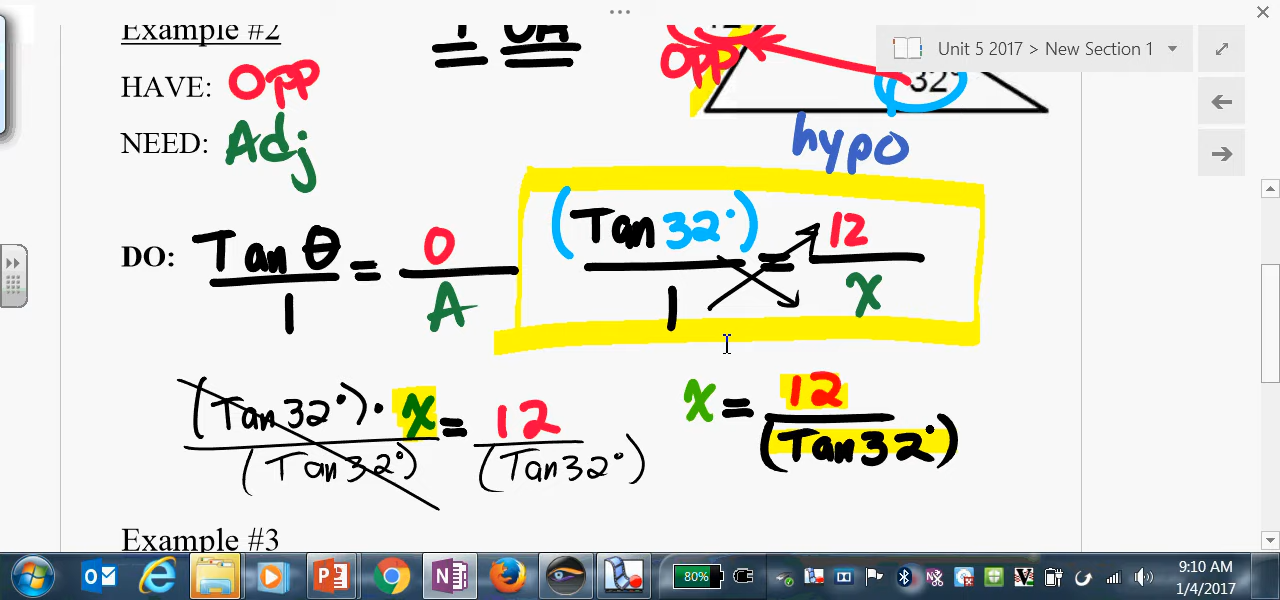 Example #2
OA
12
Unit 5 2017 > New Section 1
HAVE: Opp
Opp
32°
NEED: Adj
hypo
DO: Tan θ / 1 = O / A
(Tan 32°) / 1 = 12 / x
(Tan 32°) · x / (Tan 32°) = 12 / (Tan 32°)
x = 12 / (Tan 32°)
Example #3
80%
9:10 AM
1/4/2017